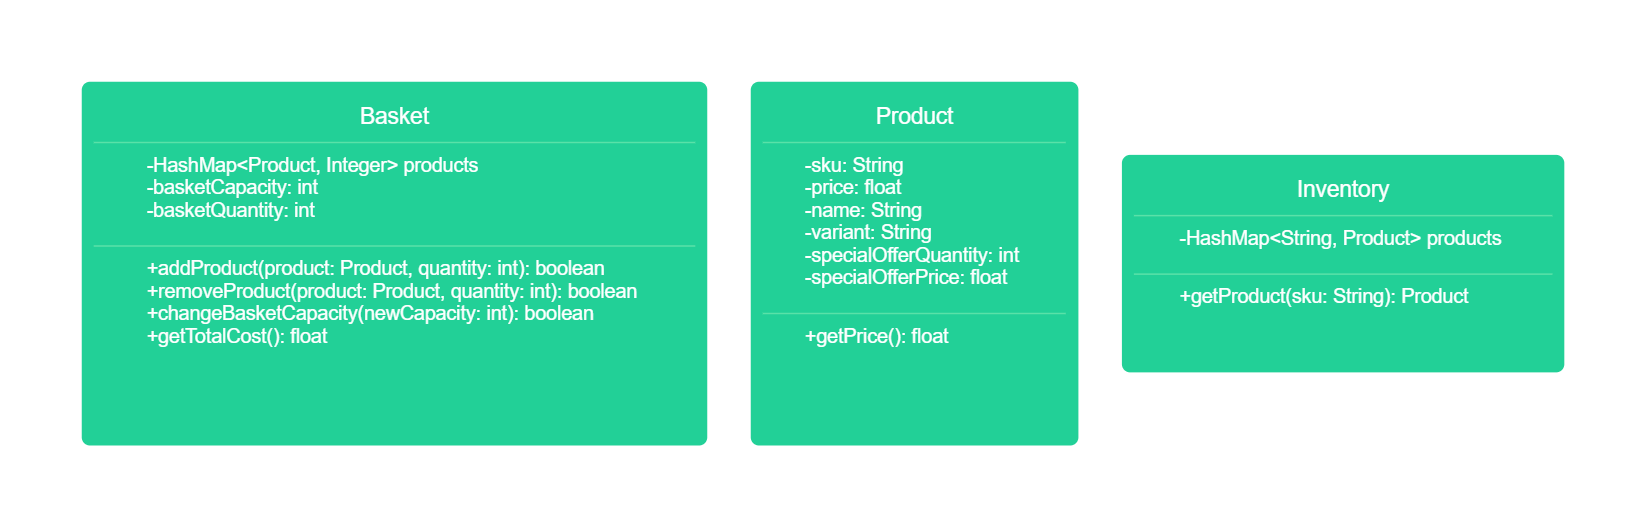 Basket
-HashMap<Product, Integer> products
-basketCapacity: int
-basketQuantity: int
+addProduct(product: Product, quantity: int): boolean
+removeProduct(product: Product, quantity: int): boolean
+changeBasketCapacity(newCapacity: int): boolean
+getTotalCost(): float
Product
-sku: String
-price: float
-name: String
-variant: String
-specialOfferQuantity: int
-specialOfferPrice: float
+getPrice(): float
Inventory
-HashMap<String, Product> products
+getProduct(sku: String): Product